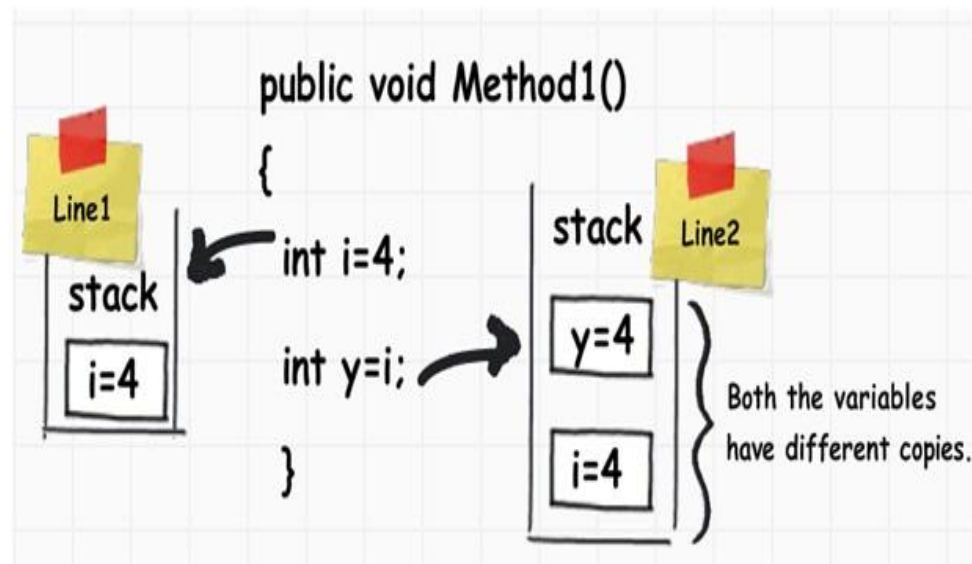 public void Method1()
{
Line1
stack
i=4
int i=4;
int y=i;
}
stack
Line2
y=4
i=4
Both the variables
have different copies.